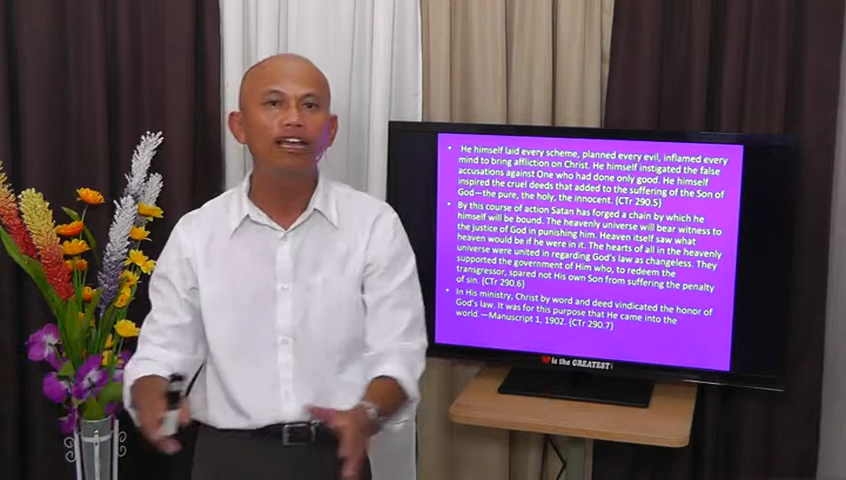 • He himself laid every scheme, planned every evil, inflamed every
mind to bring affliction on Christ. He himself instigated the false
accusations against One who had done only good. He himself
inspired the cruel deeds that added to the suffering of the Son of
God—the pure, the holy, the innocent. {CTr 290.5}
• By this course of action Satan has forged a chain by which he
himself will be bound. The heavenly universe will bear witness to
the justice of God in punishing him. Heaven itself saw what
heaven would be if he were in it. The hearts of all in the heavenly
universe were united in regarding God's law as changeless. They
supported the government of Him who, to redeem the
transgressor, spared not His own Son from suffering the penalty
of sin. {CTr 290.6}
• In His ministry, Christ by word and deed vindicated the honor of
God's law. It was for this purpose that He came into the
world.—Manuscript 1, 1902. {CTr 290.7}
❤ is the GREATEST!